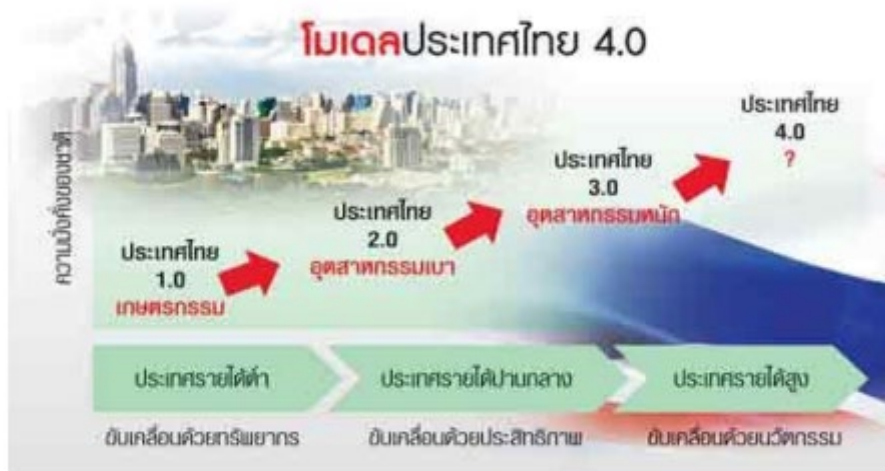 โมเดลประเทศไทย 4.0
ความมั่งคั่งของชาติ
ประเทศไทย
1.0
เกษตรกรรม
ประเทศไทย
2.0
อุตสาหกรรมเบา
ประเทศไทย
3.0
อุตสาหกรรมหนัก
ประเทศไทย
4.0
?
ประเทศรายได้ต่ำ
ประเทศรายได้ปานกลาง
ประเทศรายได้สูง
ขับเคลื่อนด้วยทรัพยากร
ขับเคลื่อนด้วยประสิทธิภาพ
ขับเคลื่อนด้วยนวัตกรรม